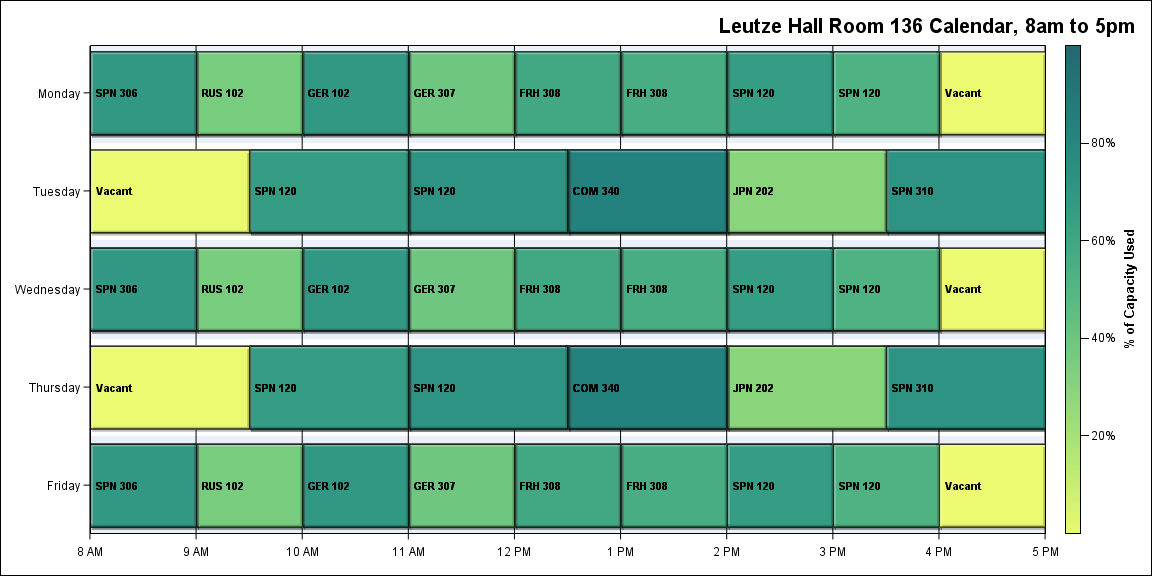 Leutze Hall Room 136 Calendar, 8am to 5pm
Monday
SPN 306
RUS 102
GER 102
GER 307
FRH 308
FRH 308
SPN 120
SPN 120
Vacant
Tuesday
Vacant
SPN 120
SPN 120
COM 340
JPN 202
SPN 310
Wednesday
SPN 306
RUS 102
GER 102
GER 307
FRH 308
FRH 308
SPN 120
SPN 120
Vacant
Thursday
Vacant
SPN 120
SPN 120
COM 340
JPN 202
SPN 310
Friday
SPN 306
RUS 102
GER 102
GER 307
FRH 308
FRH 308
SPN 120
SPN 120
Vacant
8 AM
9 AM
10 AM
11 AM
12 PM
1 PM
2 PM
3 PM
4 PM
5 PM
80%
60%
40%
20%
% of Capacity Used